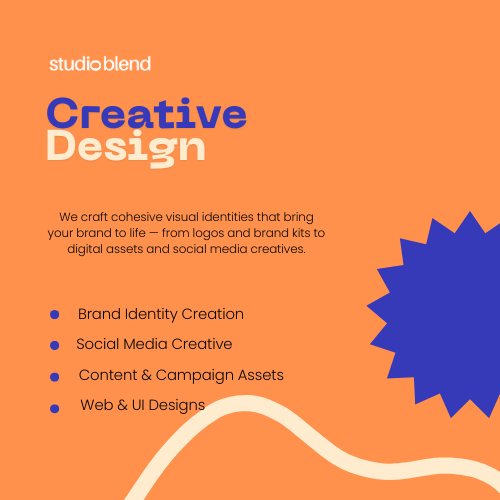 studio blend
Creative
Design
We craft cohesive visual identities that bring
your brand to life — from logos and brand kits to
digital assets and social media creatives.
Brand Identity Creation
Social Media Creative
Content & Campaign Assets
Web & UI Designs